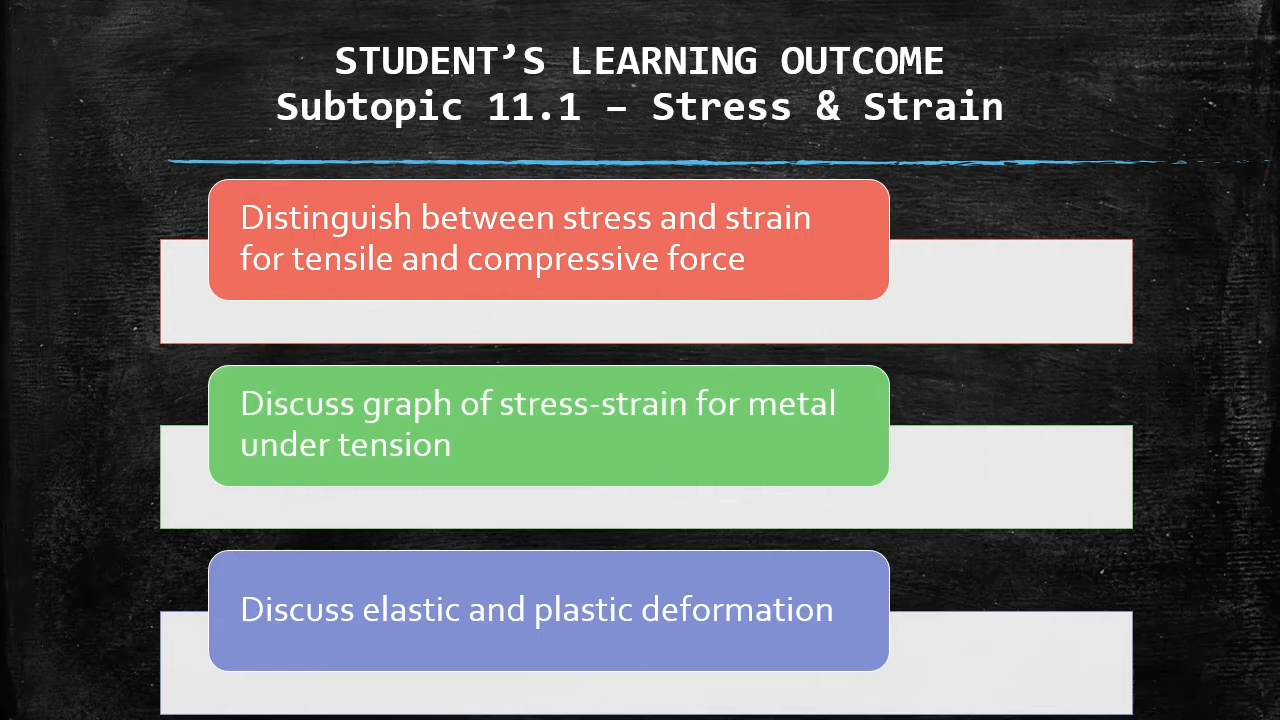 STUDENT’S LEARNING OUTCOME
Subtopic 11.1 – Stress & Strain
Distinguish between stress and strain
for tensile and compressive force
Discuss graph of stress-strain for metal
under tension
Discuss elastic and plastic deformation